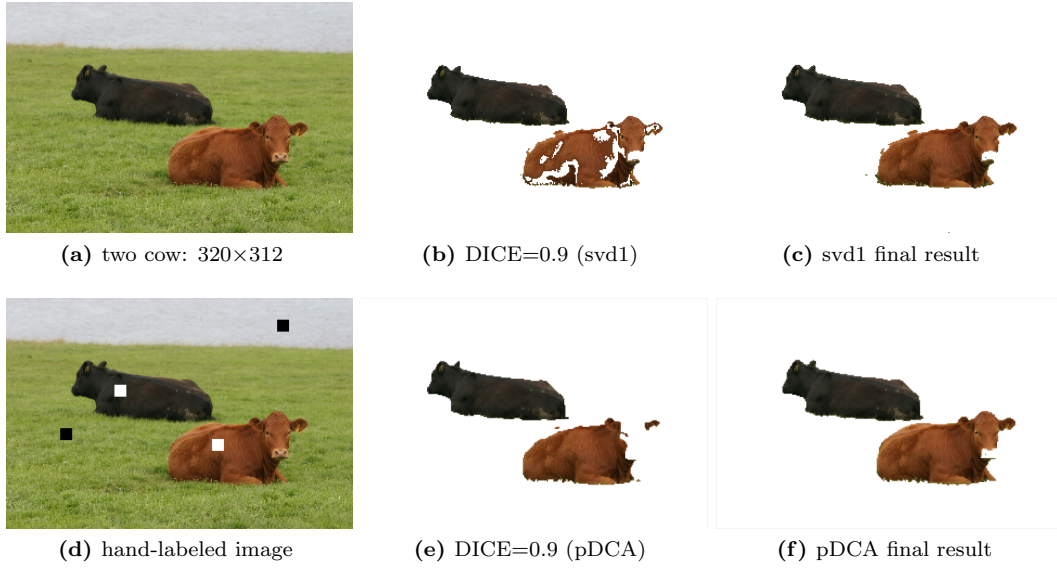 (a) two cow: 320×312
(b) DICE=0.9 (svd1)
(c) svd1 final result
(d) hand-labeled image
(e) DICE=0.9 (pDCA)
(f) pDCA final result